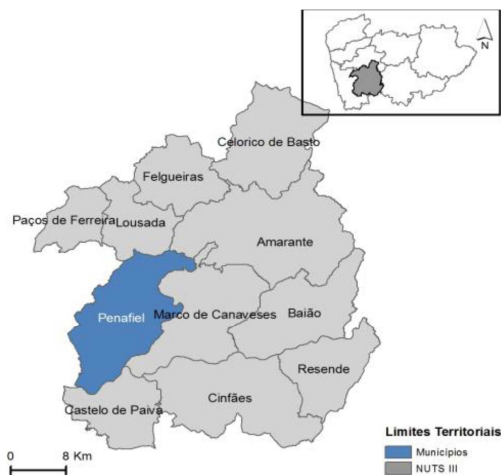 N
Celorico de Basto
Felgueiras
Paços de Ferreira
Lousada
Amarante
Penafiel
Marco de Canaveses
Baião
Resende
Cinfães
Castelo de Paiva
Limites Territoriais
Municípios
NUTS III
0 8 Km